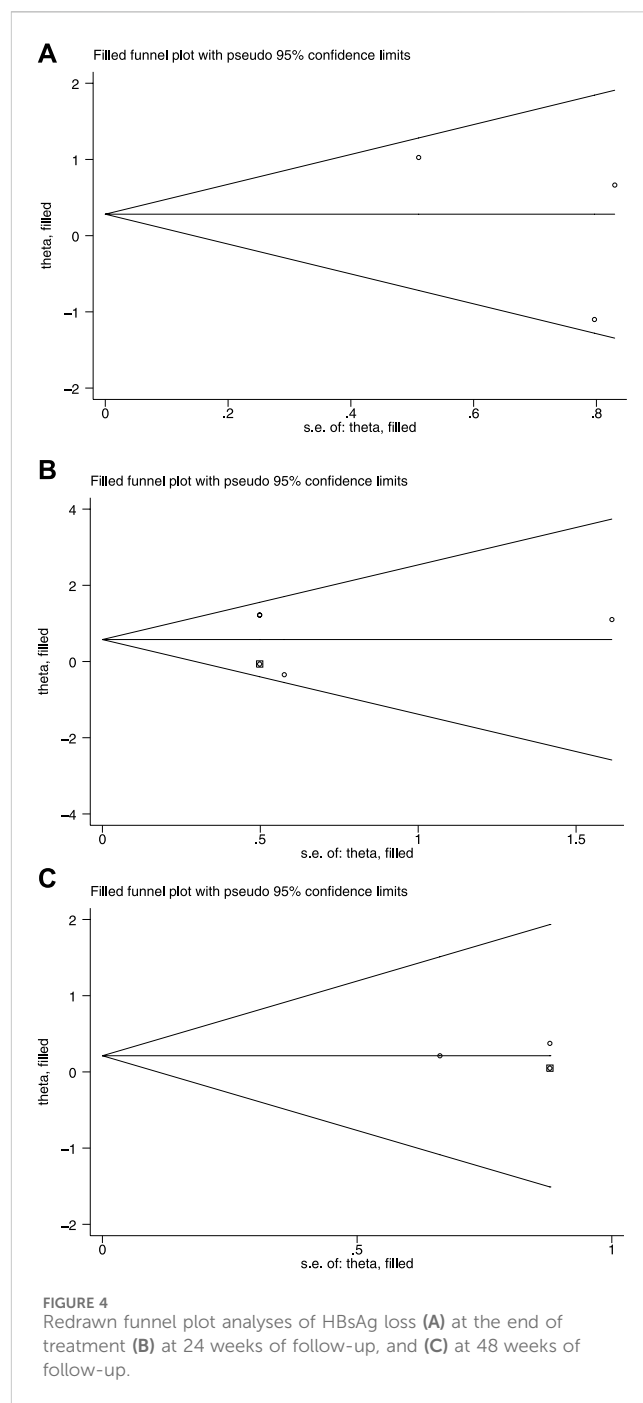 A
Filled funnel plot with pseudo 95% confidence limits
2
1
0
−1
−2
theta, filled
0 .2 .4 .6 .8
s.e. of: theta, filled
B
Filled funnel plot with pseudo 95% confidence limits
4
2
0
−2
−4
theta, filled
0 .5 1 1.5
s.e. of: theta, filled
C
Filled funnel plot with pseudo 95% confidence limits
2
1
0
−1
−2
theta, filled
0 .5 1
s.e. of: theta, filled
FIGURE 4
Redrawn funnel plot analyses of HBsAg loss (A) at the end of
treatment (B) at 24 weeks of follow-up, and (C) at 48 weeks of
follow-up.